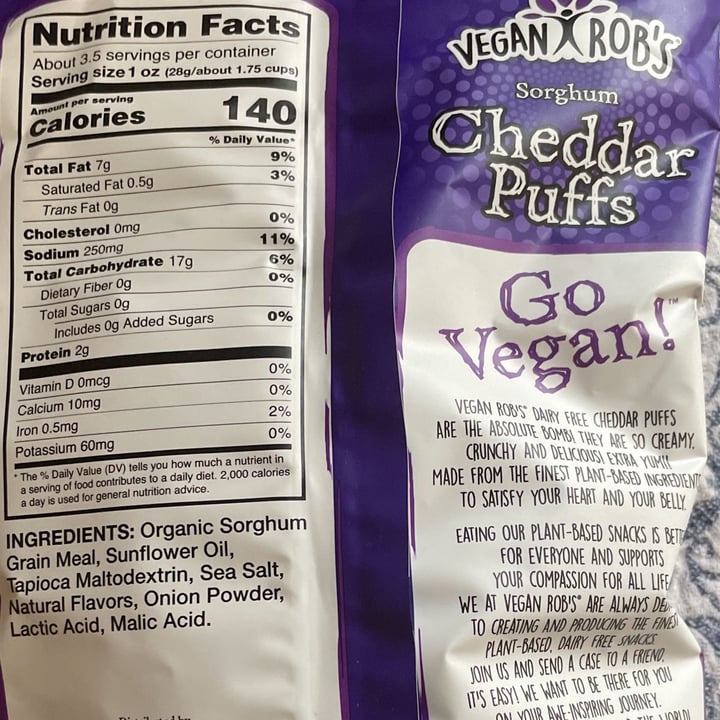 Nutrition Facts
About 3.5 servings per container
Serving size 1 oz (28g/about 1.75 cups)
Amount per serving
Calories 140
% Daily Value*
Total Fat 7g 9%
Saturated Fat 0.5g 3%
Trans Fat 0g
Cholesterol 0mg 0%
Sodium 250mg 11%
Total Carbohydrate 17g 6%
Dietary Fiber 0g 0%
Total Sugars 0g
Includes 0g Added Sugars 0%
Protein 2g
Vitamin D 0mcg 0%
Calcium 10mg 0%
Iron 0.5mg 2%
Potassium 60mg 0%
* The % Daily Value (DV) tells you how much a nutrient in
a serving of food contributes to a daily diet. 2,000 calories
a day is used for general nutrition advice.
INGREDIENTS: Organic Sorghum
Grain Meal, Sunflower Oil,
Tapioca Maltodextrin, Sea Salt,
Natural Flavors, Onion Powder,
Lactic Acid, Malic Acid.
VEGAN ROB'S
Sorghum
Cheddar
Puffs
Go
Vegan!™
VEGAN ROB'S® DAIRY FREE CHEDDAR PUFFS
ARE THE ABSOLUTE BOMB! THEY ARE SO CREAMY,
CRUNCHY AND DELICIOUS! EXTRA YUM!!
MADE FROM THE FINEST PLANT-BASED INGREDIENT
TO SATISFY YOUR HEART AND YOUR BELLY.
EATING OUR PLANT-BASED SNACKS IS BETT
FOR EVERYONE AND SUPPORTS
YOUR COMPASSION FOR ALL LIFE
WE AT VEGAN ROB'S® ARE ALWAYS
TO CREATING AND PRODUCING THE FINEST
PLANT-BASED, DAIRY FREE SNACKS.
JOIN US AND SEND A CASE TO A FRIEND,
IT'S EASY! WE WANT TO BE THERE FOR YOU
ON YOUR AWE-INSPIRING JOURNEY.